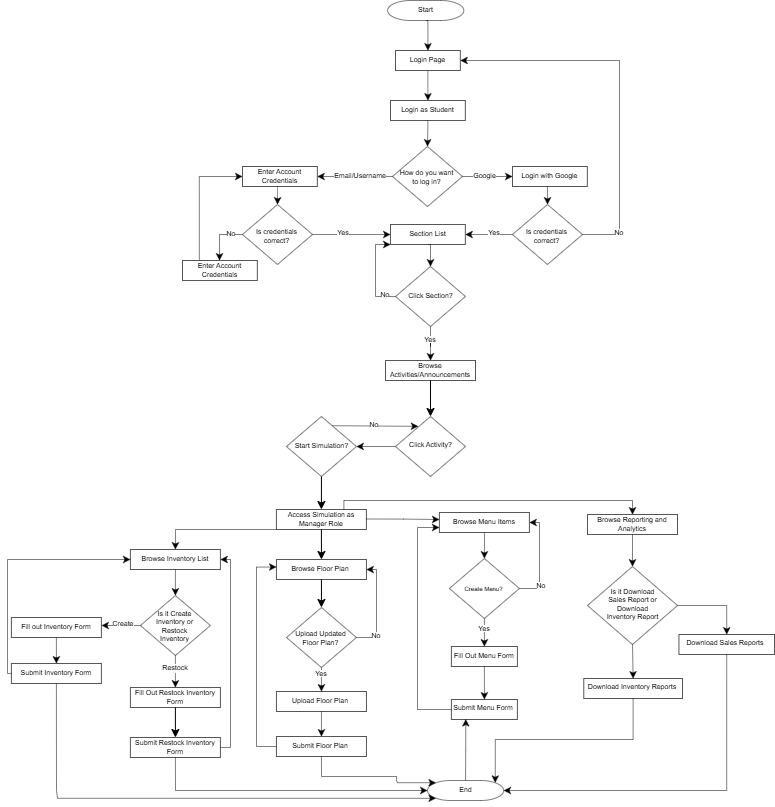 Start
Login Page
Login as Student
How do you want
to log in?
Email/Username
Google
Enter Account
Credentials
Login with Google
Is credentials
correct?
No
Yes
Section List
Yes
Is credentials
correct?
No
Enter Account
Credentials
Click Section?
No
Yes
Browse
Activities/Announcements
No
Start Simulation?
Click Activity?
Access Simulation as
Manager Role
Browse Menu Items
Browse Reporting and
Analytics
Browse Inventory List
Browse Floor Plan
Create Menu?
No
Is it Download
Sales Report or
Download
Inventory Report
Is it Create
Inventory or
Restock
Inventory
Create
Fill out Inventory Form
Upload Updated
Floor Plan?
No
Yes
Fill Out Menu Form
Download Sales Reports
Restock
Submit Inventory Form
Yes
Download Inventory Reports
Fill Out Restock Inventory
Form
Upload Floor Plan
Submit Menu Form
Submit Restock Inventory
Form
Submit Floor Plan
End